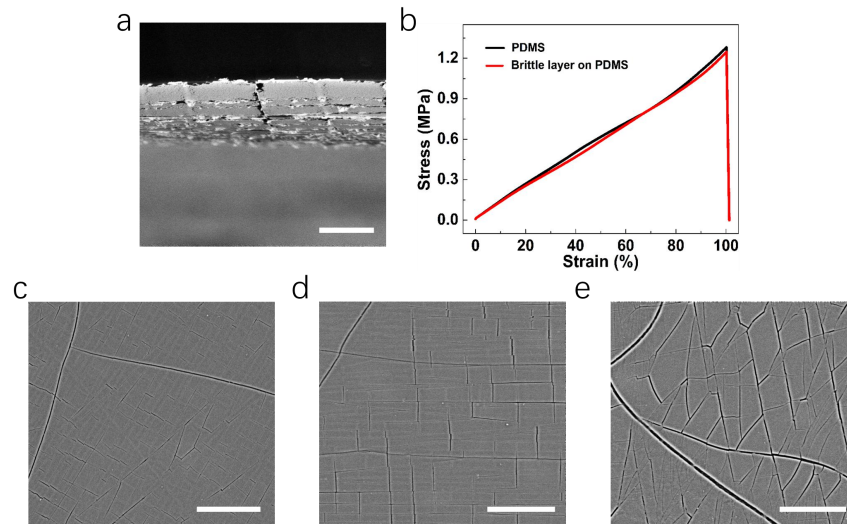 a
b
PDMS
Brittle layer on PDMS
Stress (MPa)
1.2
0.9
0.6
0.3
0.0
0 20 40 60 80 100
Strain (%)
c
d
e